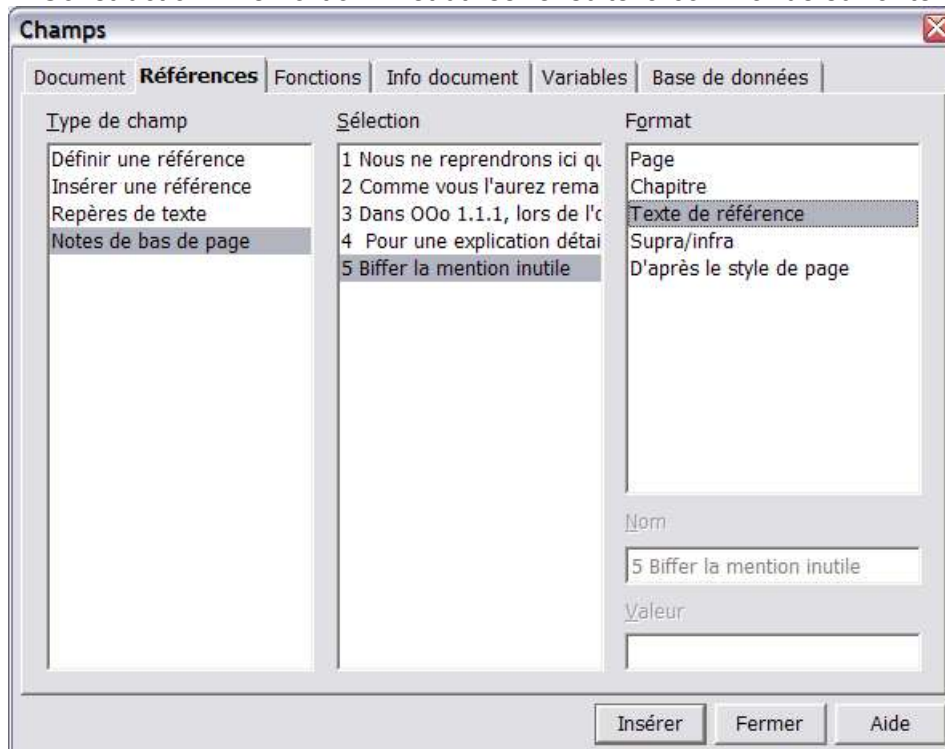 Champs
Document Références Fonctions Info document Variables Base de données
Type de champ
Définir une référence
Insérer une référence
Repères de texte
Notes de bas de page
Sélection
1 Nous ne reprendrons ici qu
2 Comme vous l'aurez rema
3 Dans OOo 1.1.1, lors de l'o
4 Pour une explication détai
5 Biffer la mention inutile
Format
Page
Chapitre
Texte de référence
Supra/infra
D'après le style de page
Nom
5 Biffer la mention inutile
Valeur
Insérer Fermer Aide